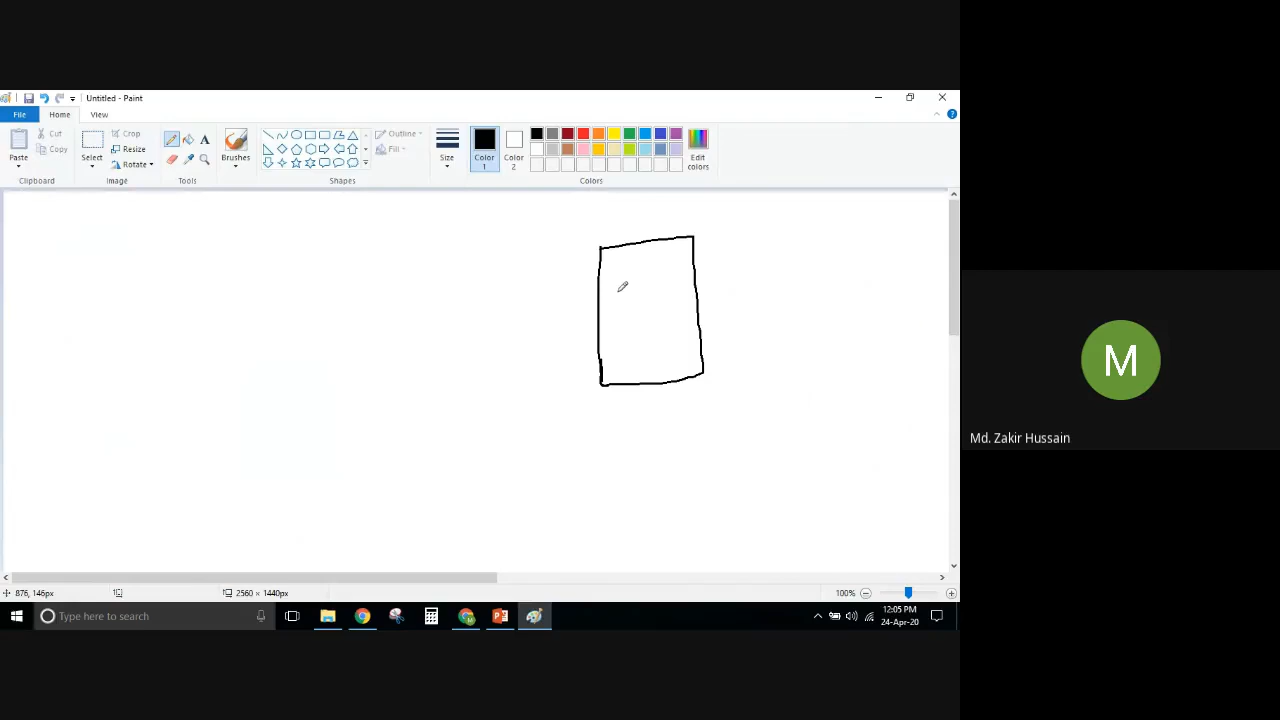 Untitled - Paint
File Home View
Cut
Copy
Paste
Clipboard
Select
Crop
Resize
Rotate
Image
Tools
Brushes
Shapes
Outline
Fill
Size
Color 1
Color 2
Colors
Edit colors
M
Md. Zakir Hussain
876, 146px
2560 × 1440px
100%
Type here to search
12:05 PM
24-Apr-20